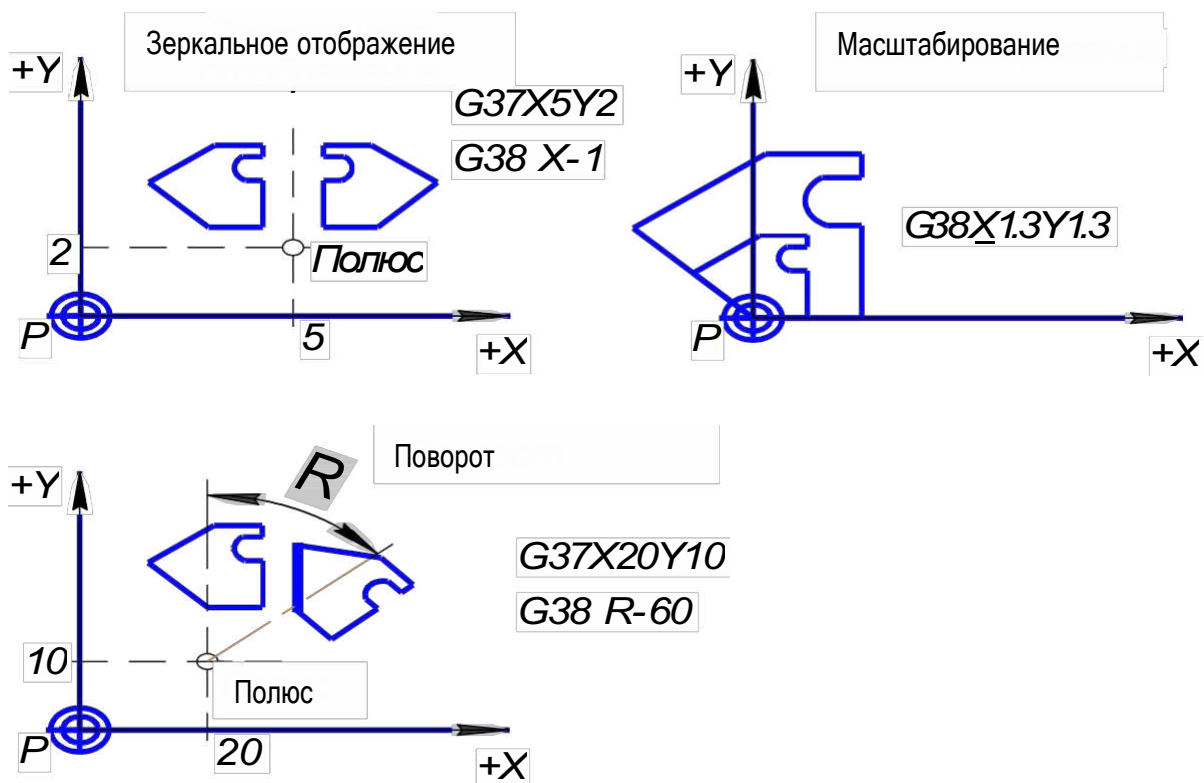 Зеркальное отображение
+Y
G37X5Y2
G38 X-1
2
Полюс
P
5
+X
Масштабирование
+Y
G38X1.3Y1.3
P
+X
Поворот
+Y
R
G37X20Y10
G38 R-60
10
Полюс
P
20
+X